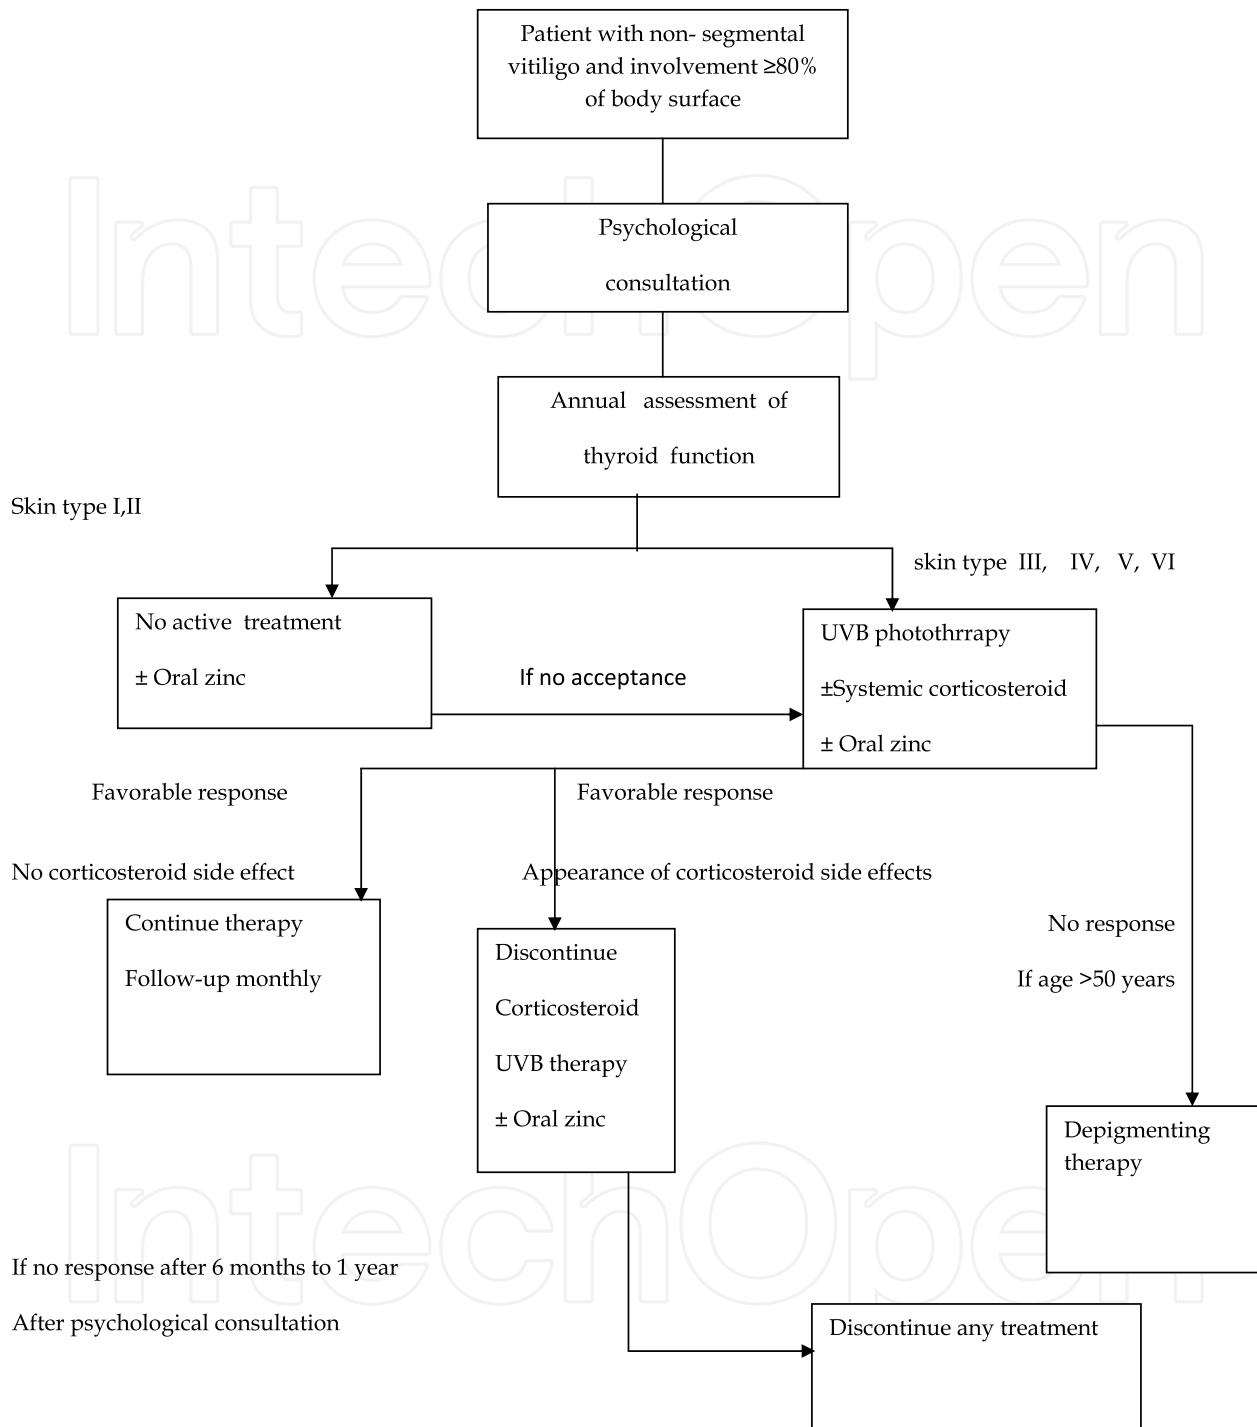 Patient with non- segmental
vitiligo and involvement ≥80%
of body surface
Psychological
consultation
Annual assessment of
thyroid function
Skin type I,II
skin type III, IV, V, VI
No active treatment
± Oral zinc
If no acceptance
UVB photothrrapy
±Systemic corticosteroid
± Oral zinc
Favorable response
No corticosteroid side effect
Favorable response
Appearance of corticosteroid side effects
Continue therapy
Follow-up monthly
Discontinue
Corticosteroid
UVB therapy
± Oral zinc
No response
If age >50 years
Depigmenting
therapy
If no response after 6 months to 1 year
After psychological consultation
Discontinue any treatment
IntechOpen
IntechOpen